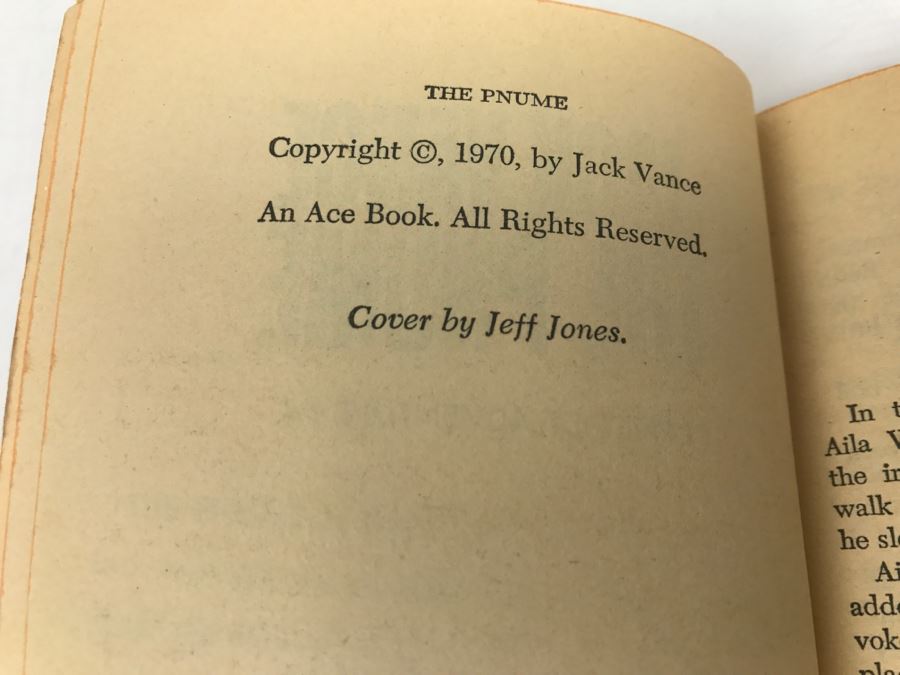 THE PNUME
Copyright ©, 1970, by Jack Vance
An Ace Book. All Rights Reserved.
Cover by Jeff Jones.
In
Aila
the
walk
he